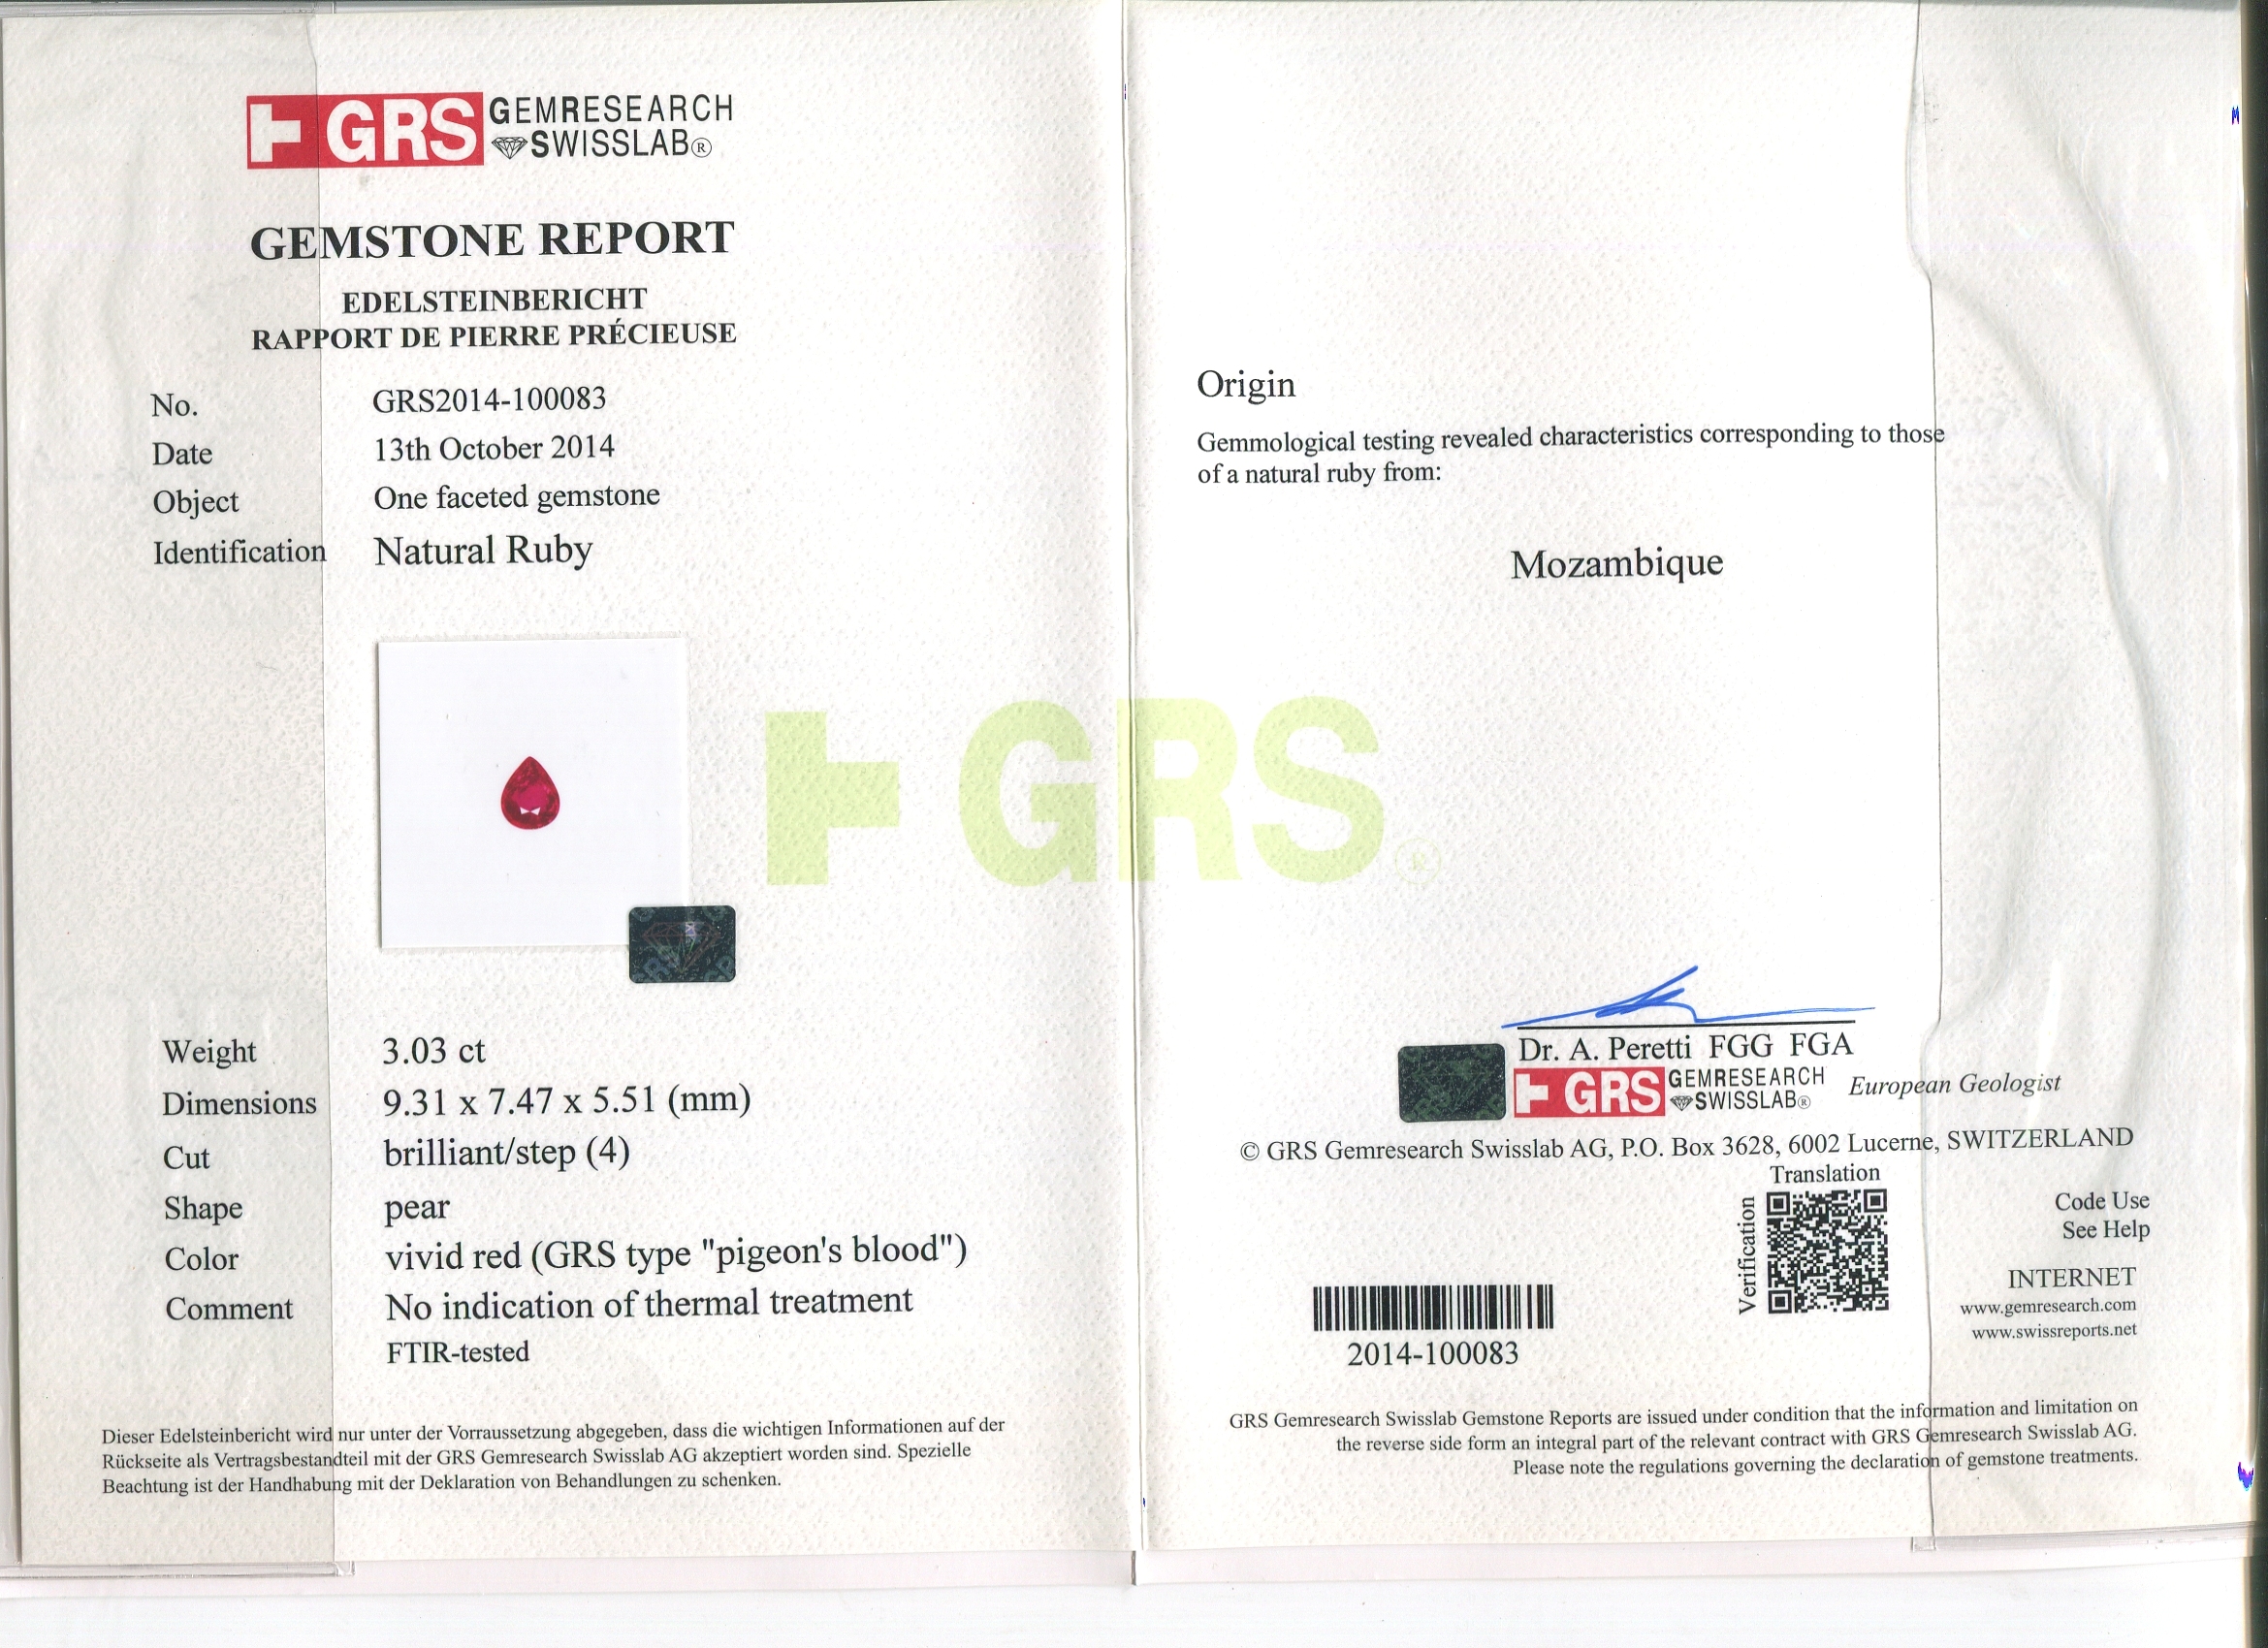 GRS GEMRESEARCH
SWISSLAB®
GEMSTONE REPORT
EDELSTEINBERICHT
RAPPORT DE PIERRE PRÉCIEUSE
No. GRS2014-100083
Date 13th October 2014
Object One faceted gemstone
Identification Natural Ruby
Weight 3.03 ct
Dimensions 9.31 x 7.47 x 5.51 (mm)
Cut brilliant/step (4)
Shape pear
Color vivid red (GRS type "pigeon's blood")
Comment No indication of thermal treatment
FTIR-tested
Dieser Edelsteinbericht wird nur unter der Vorraussetzung abgegeben, dass die wichtigen Informationen auf der
Rückseite als Vertragsbestandteil mit der GRS Gemresearch Swisslab AG akzeptiert worden sind. Spezielle
Beachtung ist der Handhabung mit der Deklaration von Behandlungen zu schenken.
GRS®
Origin
Gemmological testing revealed characteristics corresponding to those
of a natural ruby from:
Mozambique
Dr. A. Peretti FGG FGA
GRS GEMRESEARCH
SWISSLAB®
European Geologist
© GRS Gemresearch Swisslab AG, P.O. Box 3628, 6002 Lucerne, SWITZERLAND
Translation
Verification
Code Use
See Help
INTERNET
www.gemresearch.com
www.swissreports.net
2014-100083
GRS Gemresearch Swisslab Gemstone Reports are issued under condition that the information and limitation on
the reverse side form an integral part of the relevant contract with GRS Gemresearch Swisslab AG.
Please note the regulations governing the declaration of gemstone treatments.